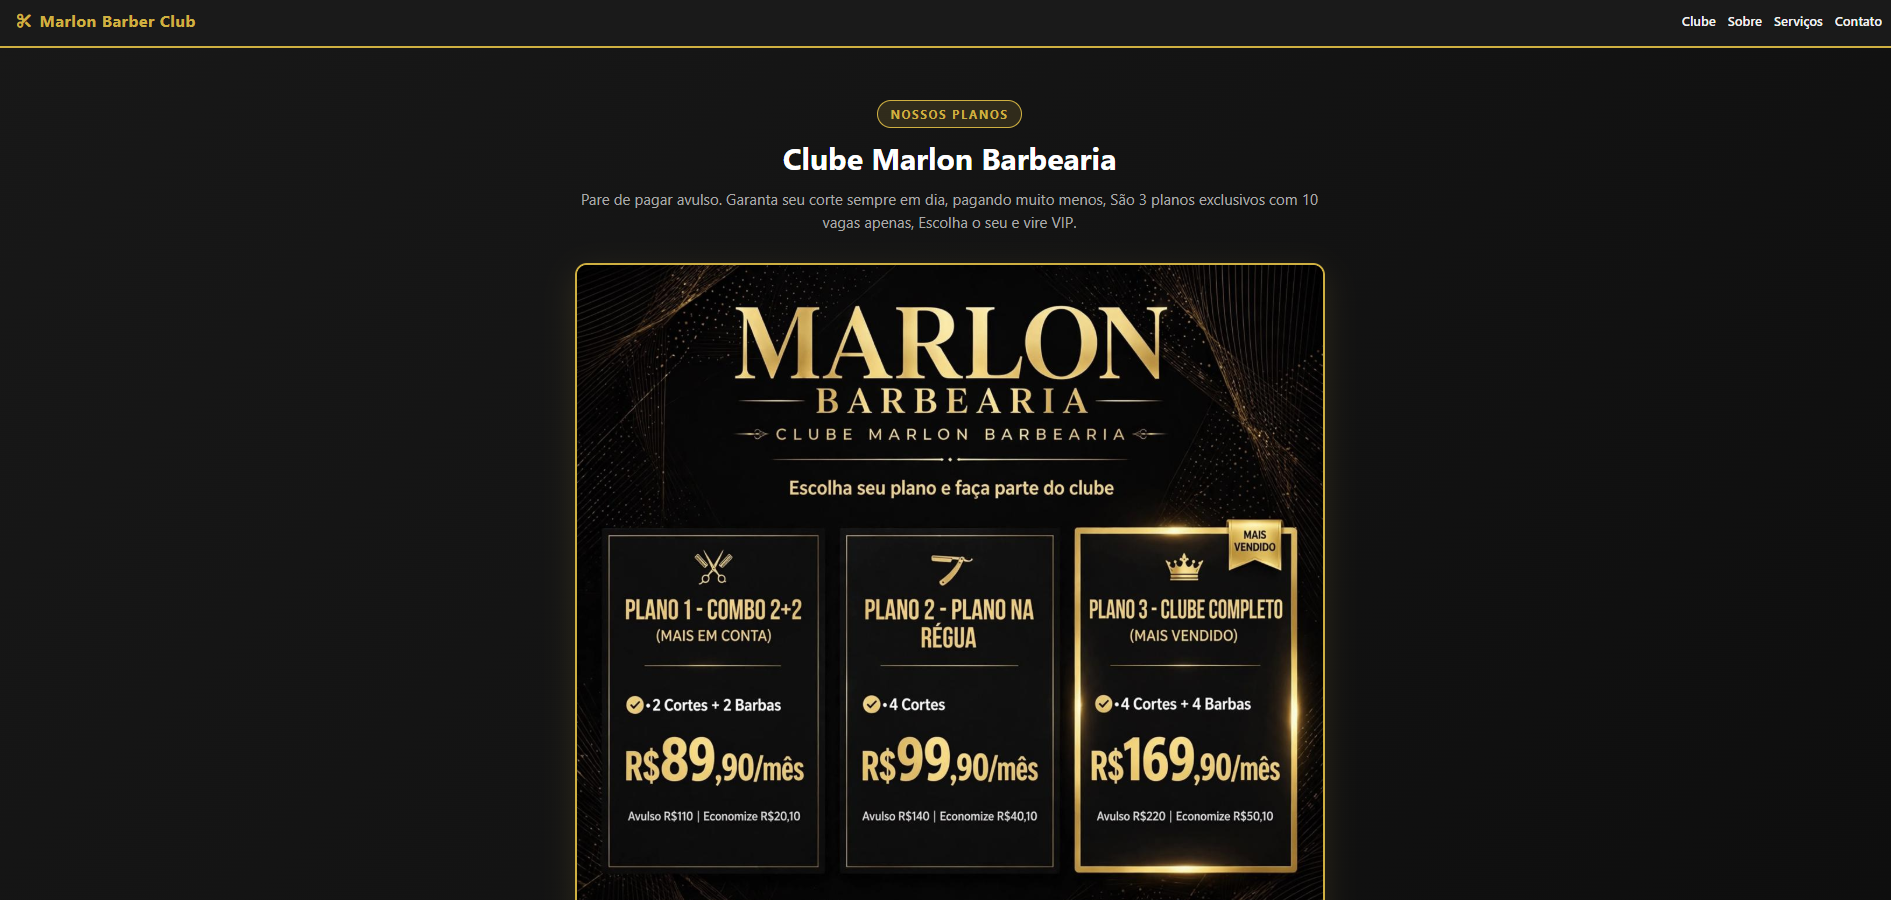 Marlon Barber Club
Clube Sobre Serviços Contato
NOSSOS PLANOS
Clube Marlon Barbearia
Pare de pagar avulso. Garanta seu corte sempre em dia, pagando muito menos, São 3 planos exclusivos com 10
vagas apenas, Escolha o seu e vire VIP.
MARLON
BARBEARIA
CLUBE MARLON BARBEARIA
Escolha seu plano e faça parte do clube
PLANO 1 - COMBO 2+2
(MAIS EM CONTA)
•2 Cortes + 2 Barbas
R$89,90/mês
Avulso R$110 | Economize R$20,10
PLANO 2 - PLANO NA
RÉGUA
•4 Cortes
R$99,90/mês
Avulso R$140 | Economize R$40,10
MAIS
VENDIDO
PLANO 3 - CLUBE COMPLETO
(MAIS VENDIDO)
•4 Cortes + 4 Barbas
R$169,90/mês
Avulso R$220 | Economize R$50,10